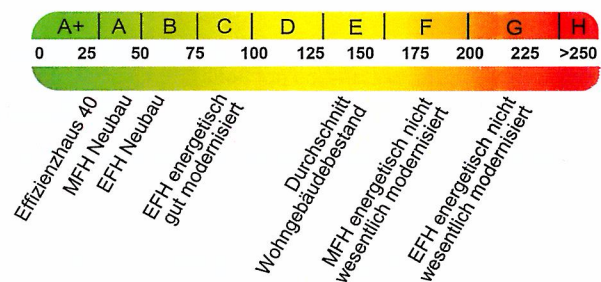 A+ A B C D E F G H
0 25 50 75 100 125 150 175 200 225 >250
Effizienzhaus 40
MFH Neubau
EFH Neubau
EFH energetisch
gut modernisiert
Durchschnitt
Wohngebäudebestand
MFH energetisch nicht
wesentlich modernisiert
EFH energetisch nicht
wesentlich modernisiert